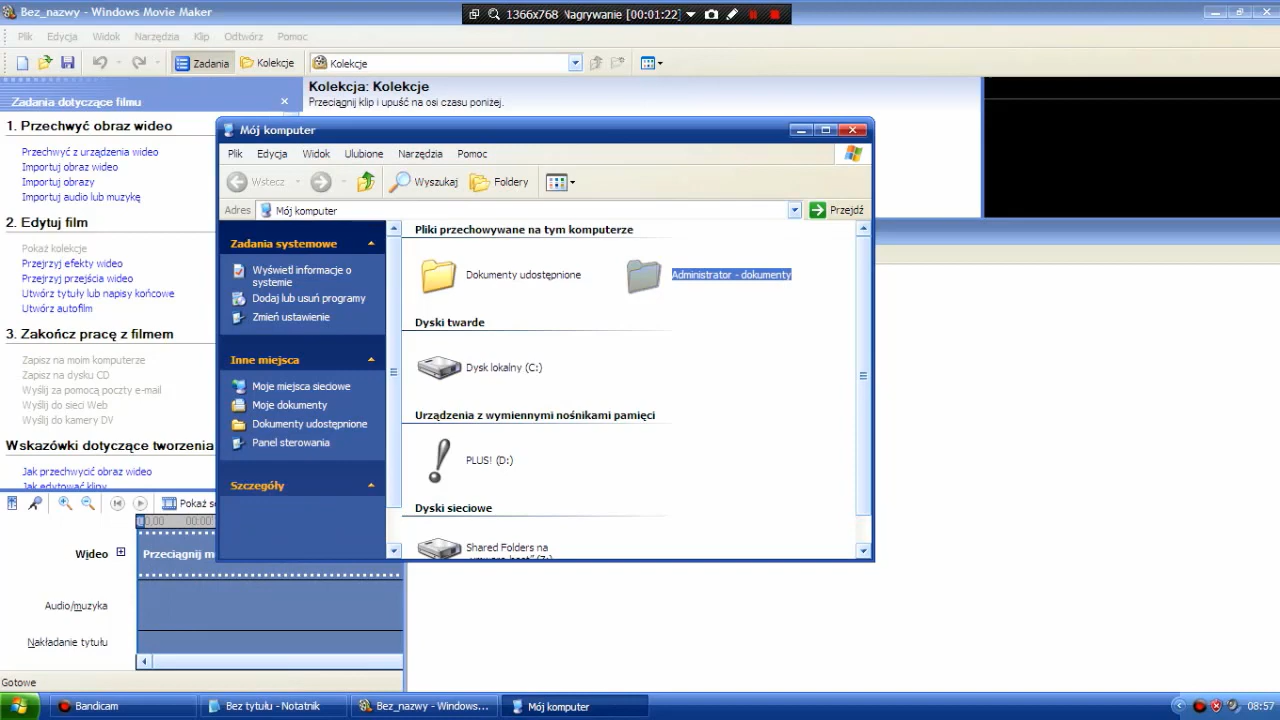 Bez_nazwy - Windows Movie Maker
1366x768 Nagrywanie [00:01:22]
Plik Edycja Widok Narzędzia Klip Odtwórz Pomoc
Zadania Kolekcje Kolekcje
Zadania dotyczące filmu
Kolekcja: Kolekcje
Przeciągnij klip i upuść na osi czasu poniżej.
1. Przechwyć obraz wideo
Przechwyć z urządzenia wideo
Importuj obraz wideo
Importuj obrazy
Importuj audio lub muzykę
2. Edytuj film
Pokaż kolekcje
Przejrzyj efekty wideo
Przejrzyj przejścia wideo
Utwórz tytuły lub napisy końcowe
Utwórz autofilm
3. Zakończ pracę z filmem
Zapisz na moim komputerze
Zapisz na dysku CD
Wyślij za pomocą poczty e-mail
Wyślij do sieci Web
Wyślij do kamery DV
Wskazówki dotyczące tworzenia
Jak przechwycić obraz wideo
Jak edytować klipy
Mój komputer
Plik Edycja Widok Ulubione Narzędzia Pomoc
Wstecz Wyszukaj Foldery
Adres Mój komputer Przejdź
Zadania systemowe
Wyświetl informacje o
systemie
Dodaj lub usuń programy
Zmień ustawienie
Inne miejsca
Moje miejsca sieciowe
Moje dokumenty
Dokumenty udostępnione
Panel sterowania
Szczegóły
Pliki przechowywane na tym komputerze
Dokumenty udostępnione Administrator - dokumenty
Dyski twarde
Dysk lokalny (C:)
Urządzenia z wymiennymi nośnikami pamięci
PLUS! (D:)
Dyski sieciowe
Shared Folders na
Pokaż
Wideo
Przeciągnij
Audio/muzyka
Nakładanie tytułu
Gotowe
Bandicam Bez tytułu - Notatnik Bez_nazwy - Windows... Mój komputer 08:57